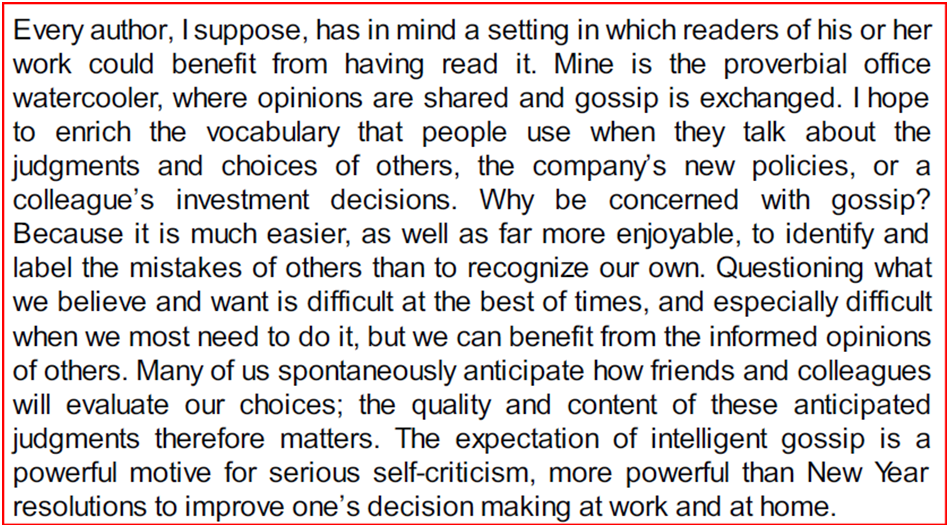 Every author, I suppose, has in mind a setting in which readers of his or her
work could benefit from having read it. Mine is the proverbial office
watercooler, where opinions are shared and gossip is exchanged. I hope
to enrich the vocabulary that people use when they talk about the
judgments and choices of others, the company’s new policies, or a
colleague’s investment decisions. Why be concerned with gossip?
Because it is much easier, as well as far more enjoyable, to identify and
label the mistakes of others than to recognize our own. Questioning what
we believe and want is difficult at the best of times, and especially difficult
when we most need to do it, but we can benefit from the informed opinions
of others. Many of us spontaneously anticipate how friends and colleagues
will evaluate our choices; the quality and content of these anticipated
judgments therefore matters. The expectation of intelligent gossip is a
powerful motive for serious self-criticism, more powerful than New Year
resolutions to improve one’s decision making at work and at home.